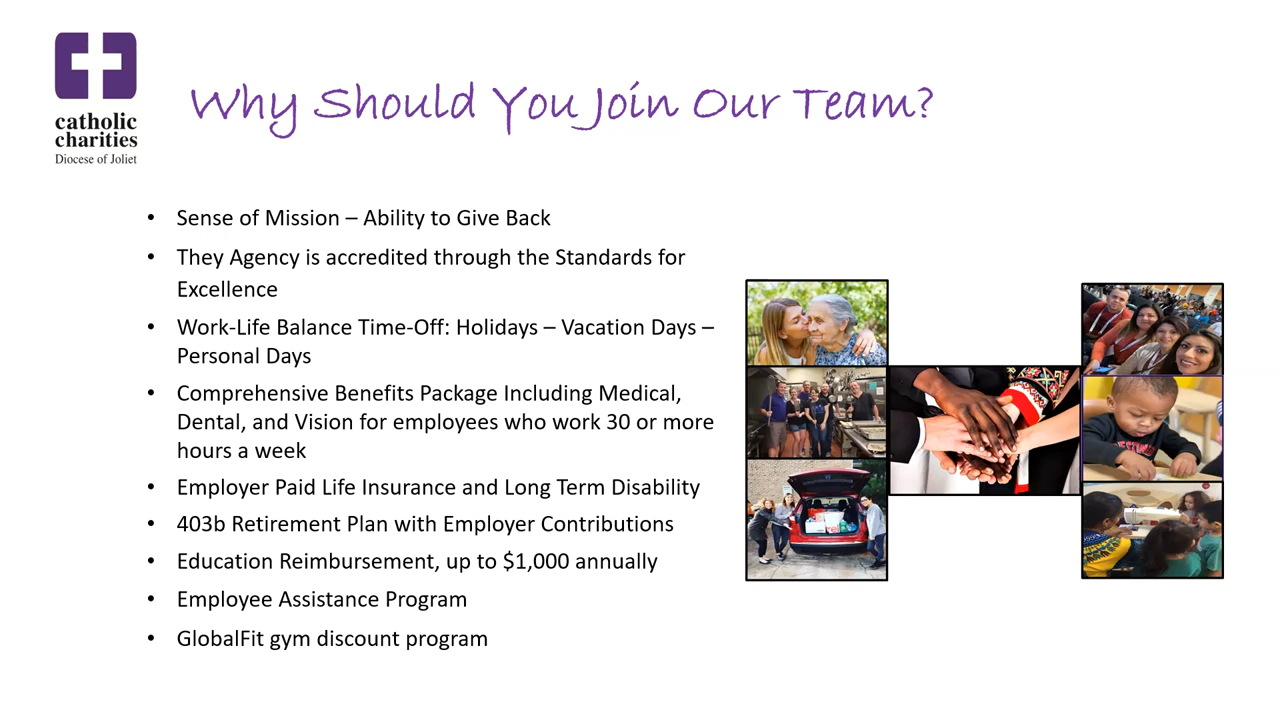 catholic
charities
Diocese of Joliet
Why Should You Join Our Team?
• Sense of Mission – Ability to Give Back
• They Agency is accredited through the Standards for
Excellence
• Work-Life Balance Time-Off: Holidays – Vacation Days –
Personal Days
• Comprehensive Benefits Package Including Medical,
Dental, and Vision for employees who work 30 or more
hours a week
• Employer Paid Life Insurance and Long Term Disability
• 403b Retirement Plan with Employer Contributions
• Education Reimbursement, up to $1,000 annually
• Employee Assistance Program
• GlobalFit gym discount program